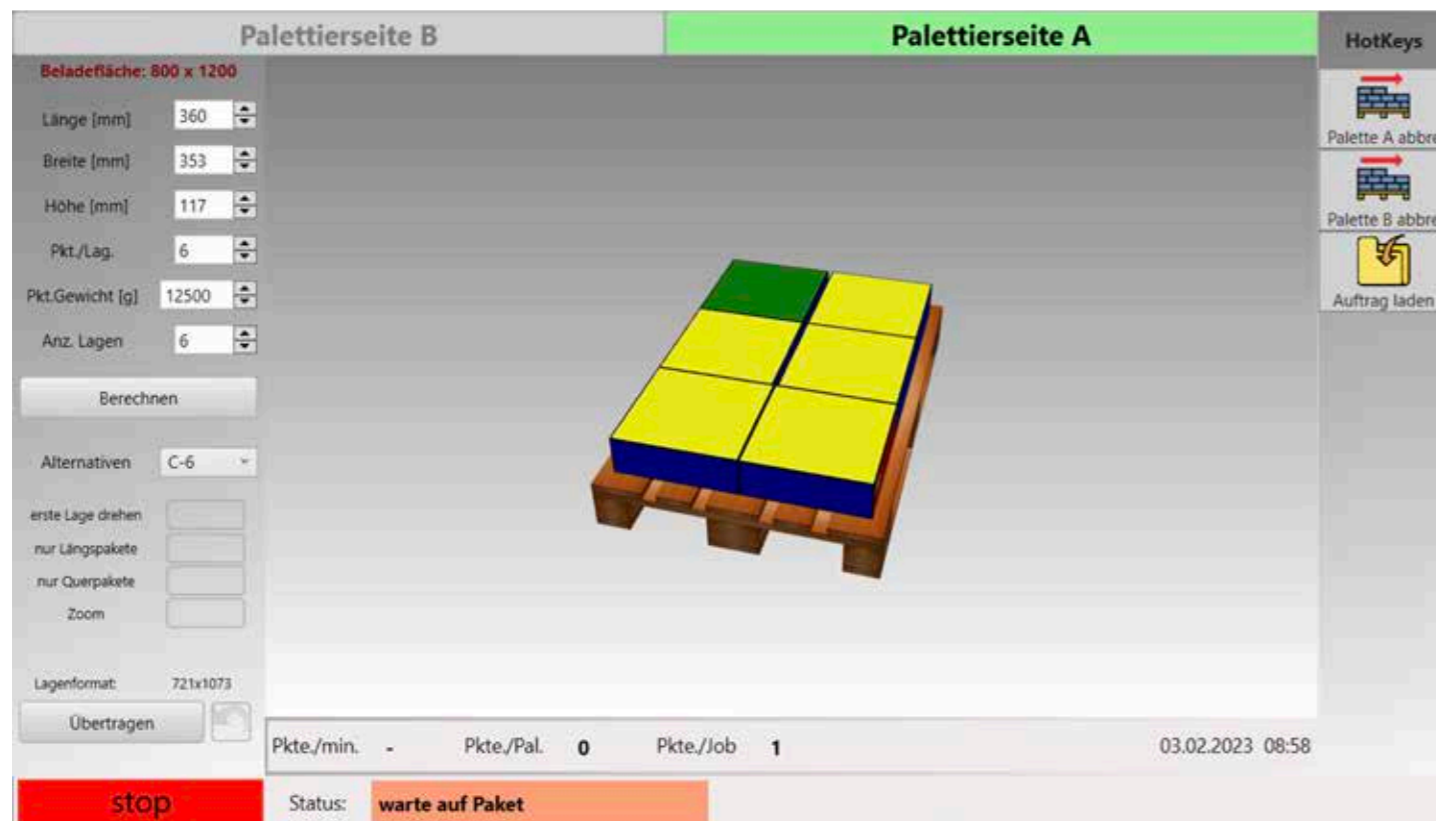 Palettierseite B
Palettierseite A
HotKeys
Beladefläche: 800 x 1200
Länge [mm] 360
Breite [mm] 353
Höhe [mm] 117
Pkt./Lag. 6
Pkt.Gewicht [g] 12500
Anz. Lagen 6
Berechnen
Alternativen C-6
erste Lage drehen
nur Längspakete
nur Querpakete
Zoom
Lagenformat: 721x1073
Übertragen
Palette A abbre
Palette B abbre
Auftrag laden
Pkte./min. - Pkte./Pal. 0 Pkte./Job 1 03.02.2023 08:58
stop Status: warte auf Paket